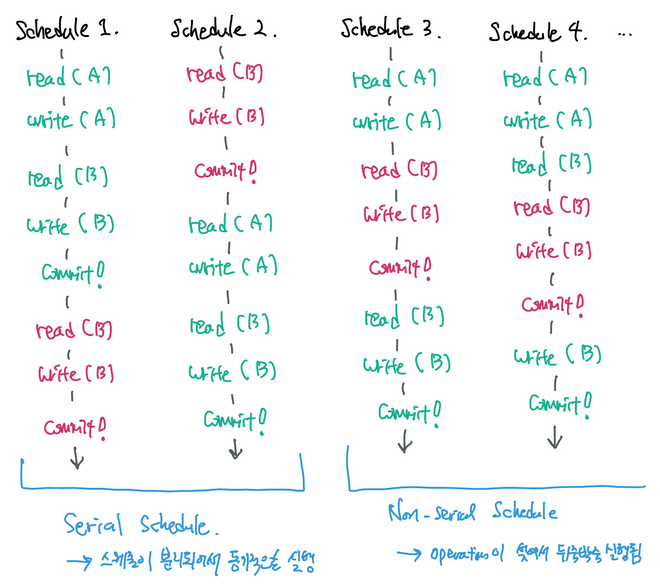 Schedule 1.
read (A)
write (A)
read (B)
write (B)
Commit!
read (B)
write (B)
Commit!
Schedule 2.
read (B)
write (B)
Commit!
read (A)
write (A)
read (B)
write (B)
Commit!
Schedule 3.
read (A)
write (A)
read (B)
write (B)
Commit!
read (B)
write (B)
Commit!
Schedule 4.
read (A)
write (A)
read (B)
read (B)
write (B)
Commit!
write (B)
Commit!
...
Serial Schedule.
→ 스케줄이 분리되어서 동기적으로 실행
Non-serial Schedule
→ operation이 섞여서 뒤죽박죽 실행됨